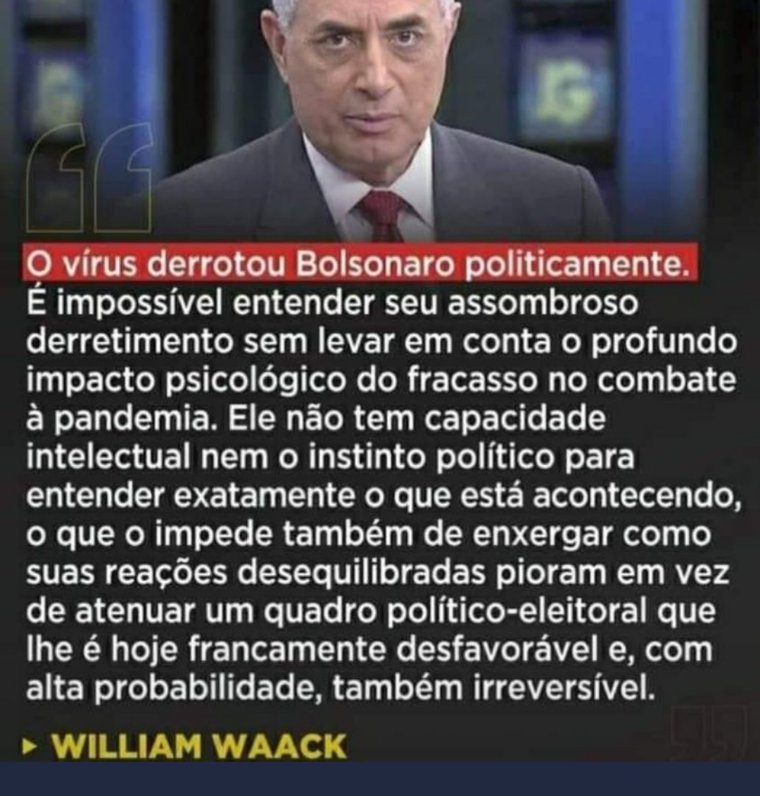 O vírus derrotou Bolsonaro politicamente.
É impossível entender seu assombroso
derretimento sem levar em conta o profundo
impacto psicológico do fracasso no combate
à pandemia. Ele não tem capacidade
intelectual nem o instinto político para
entender exatamente o que está acontecendo,
o que o impede também de enxergar como
suas reações desequilibradas pioram em vez
de atenuar um quadro político-eleitoral que
lhe é hoje francamente desfavorável e, com
alta probabilidade, também irreversível.
▸ WILLIAM WAACK